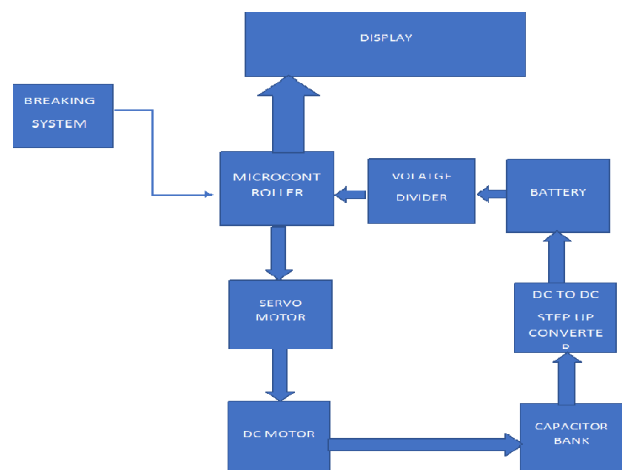 DISPLAY
BREAKING
SYSTEM
MICROCONT
ROLLER
VOLATGE
DIVIDER
BATTERY
SERVO
MOTOR
DC TO DC
STEP UP
CONVERTE
R
DC MOTOR
CAPACITOR
BANK